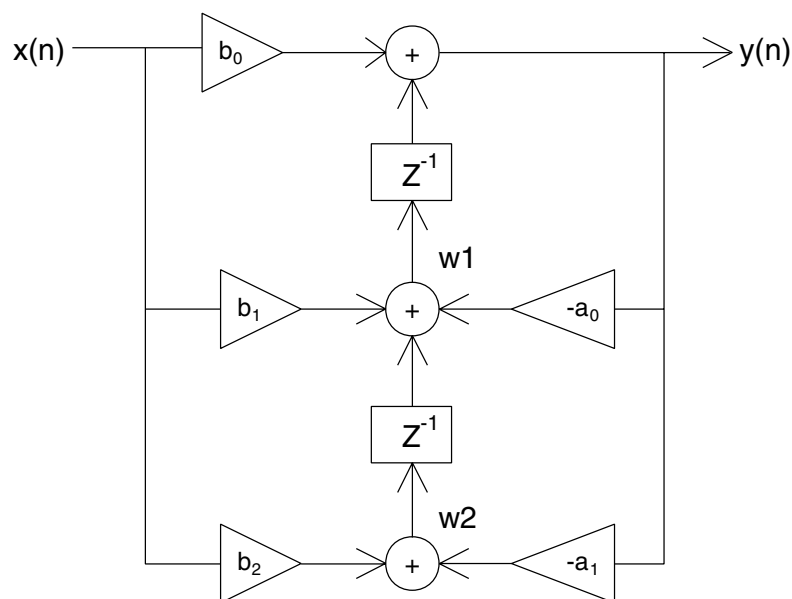 x(n) b₀ + y(n)
Z⁻¹
w1
b₁ + -a₀
Z⁻¹
w2
b₂ + -a₁